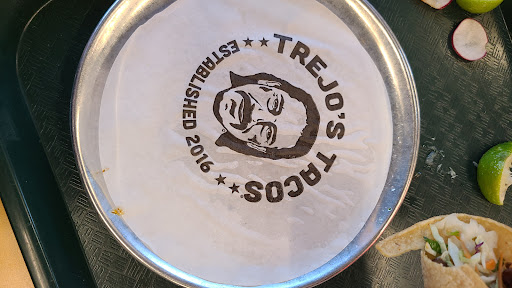 TREJO'S TACOS
★★ ESTABLISHED 2016 ★★